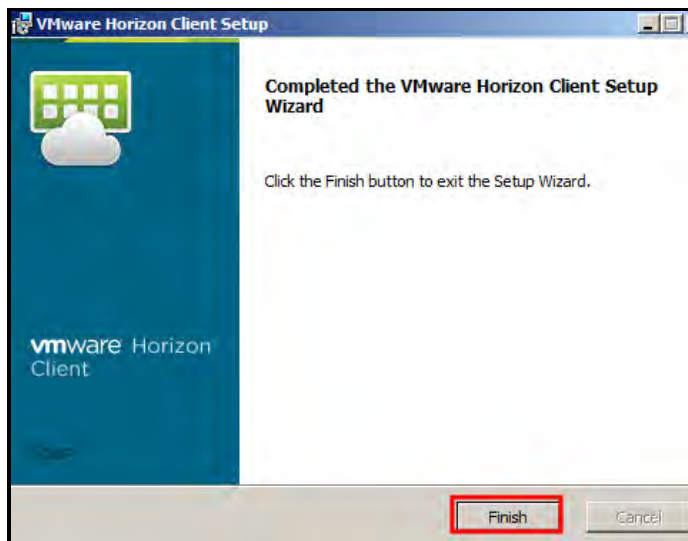 VMware Horizon Client Setup
Completed the VMware Horizon Client Setup
Wizard
Click the Finish button to exit the Setup Wizard.
vmware Horizon
Client
Finish
Cancel